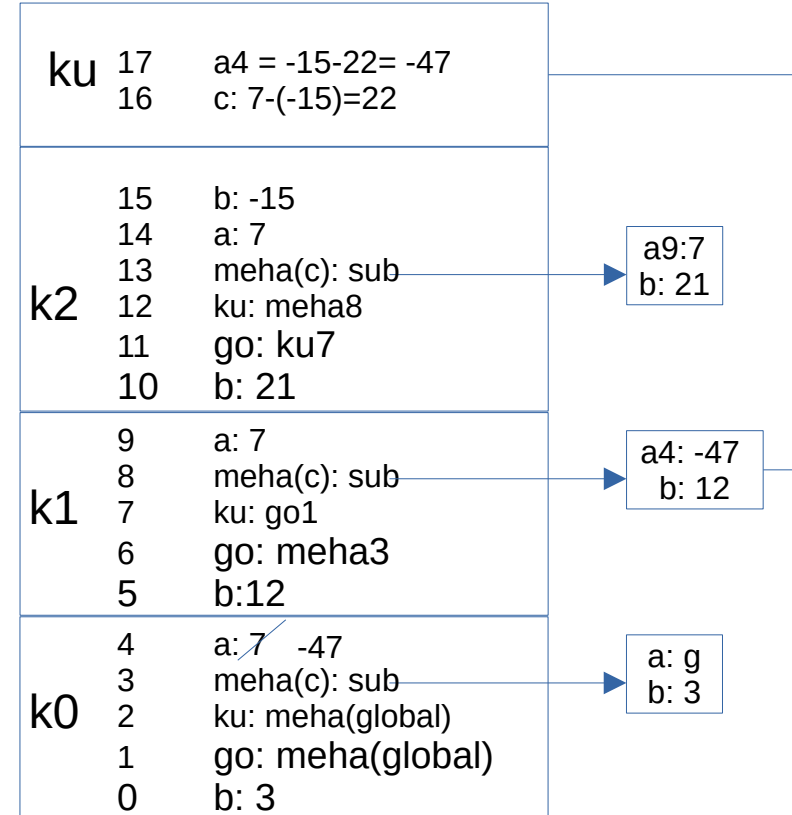 ku
17 a4 = -15-22= -47
16 c: 7-(-15)=22
k2
15 b: -15
14 a: 7
13 meha(c): sub
12 ku: meha8
11 go: ku7
10 b: 21
a9:7
b: 21
k1
9 a: 7
8 meha(c): sub
7 ku: go1
6 go: meha3
5 b:12
a4: -47
b: 12
k0
4 a: 7 -47
3 meha(c): sub
2 ku: meha(global)
1 go: meha(global)
0 b: 3
a: g
b: 3